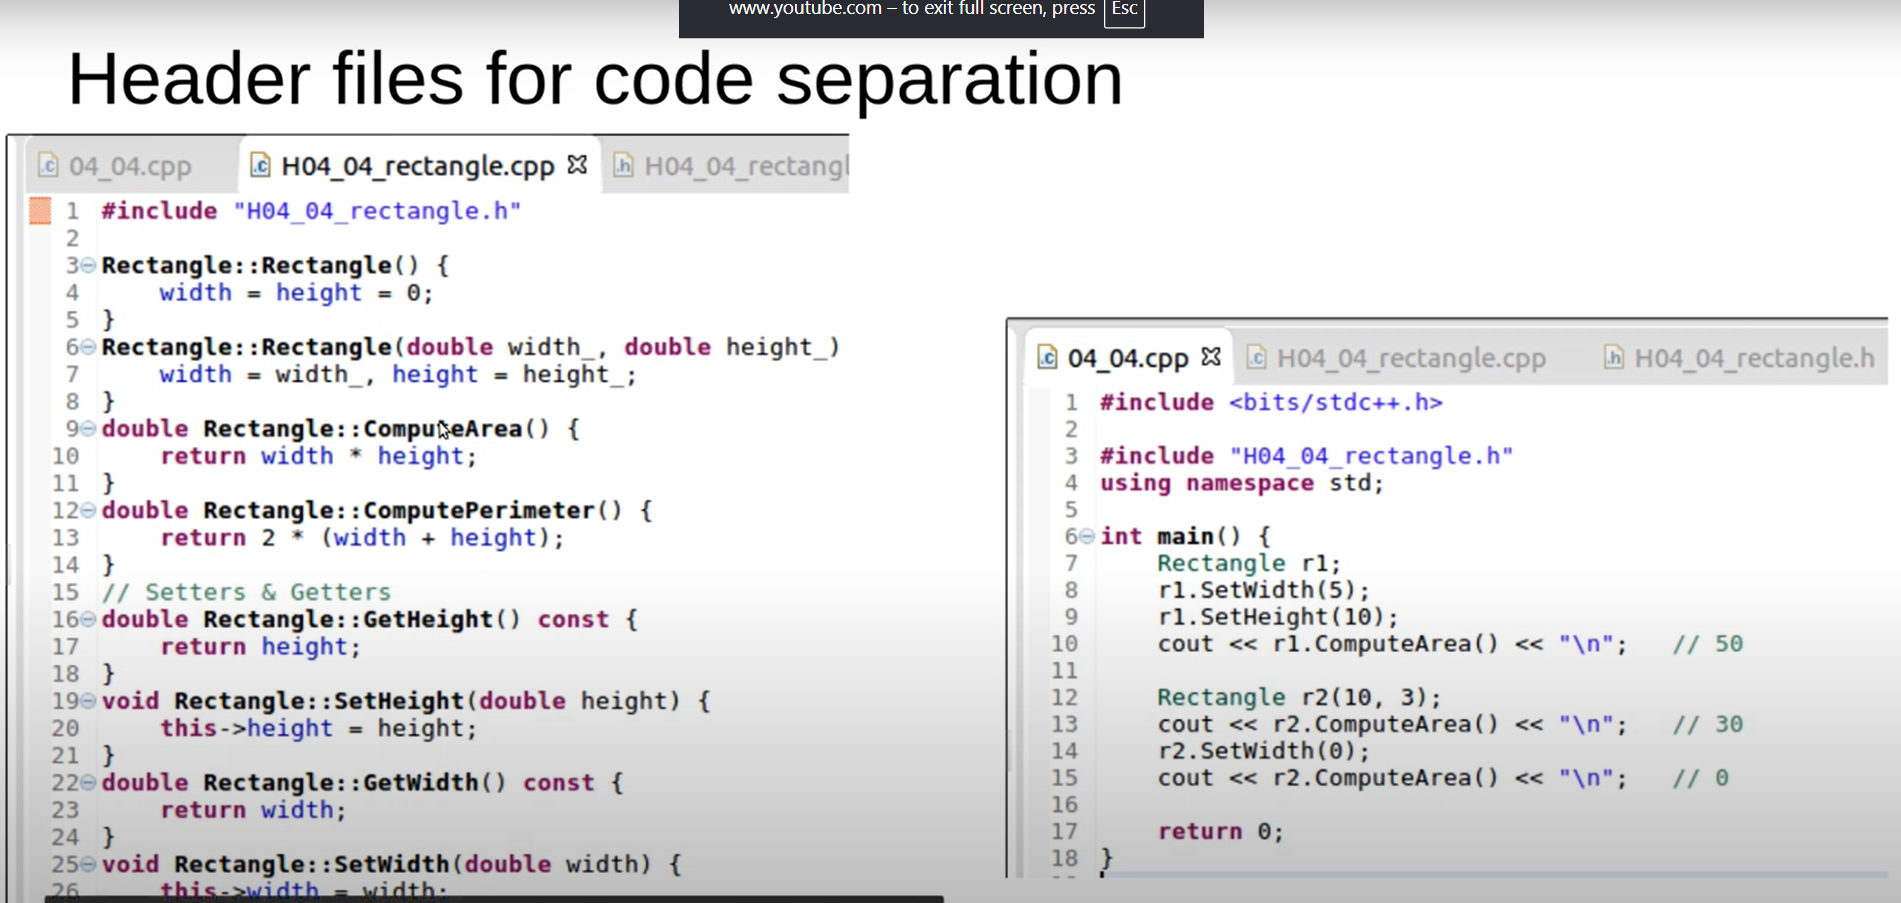 www.youtube.com – to exit full screen, press Esc
Header files for code separation
04_04.cpp H04_04_rectangle.cpp H04_04_rectangl
1 #include "H04_04_rectangle.h"
2
3 Rectangle::Rectangle() {
4 width = height = 0;
5 }
6 Rectangle::Rectangle(double width_, double height_)
7 width = width_, height = height_;
8 }
9 double Rectangle::ComputeArea() {
10 return width * height;
11 }
12 double Rectangle::ComputePerimeter() {
13 return 2 * (width + height);
14 }
15 // Setters & Getters
16 double Rectangle::GetHeight() const {
17 return height;
18 }
19 void Rectangle::SetHeight(double height) {
20 this->height = height;
21 }
22 double Rectangle::GetWidth() const {
23 return width;
24 }
25 void Rectangle::SetWidth(double width) {
26 this->width = width;
04_04.cpp H04_04_rectangle.cpp H04_04_rectangle.h
1 #include <bits/stdc++.h>
2
3 #include "H04_04_rectangle.h"
4 using namespace std;
5
6 int main() {
7 Rectangle r1;
8 r1.SetWidth(5);
9 r1.SetHeight(10);
10 cout << r1.ComputeArea() << "\n"; // 50
11
12 Rectangle r2(10, 3);
13 cout << r2.ComputeArea() << "\n"; // 30
14 r2.SetWidth(0);
15 cout << r2.ComputeArea() << "\n"; // 0
16
17 return 0;
18 }